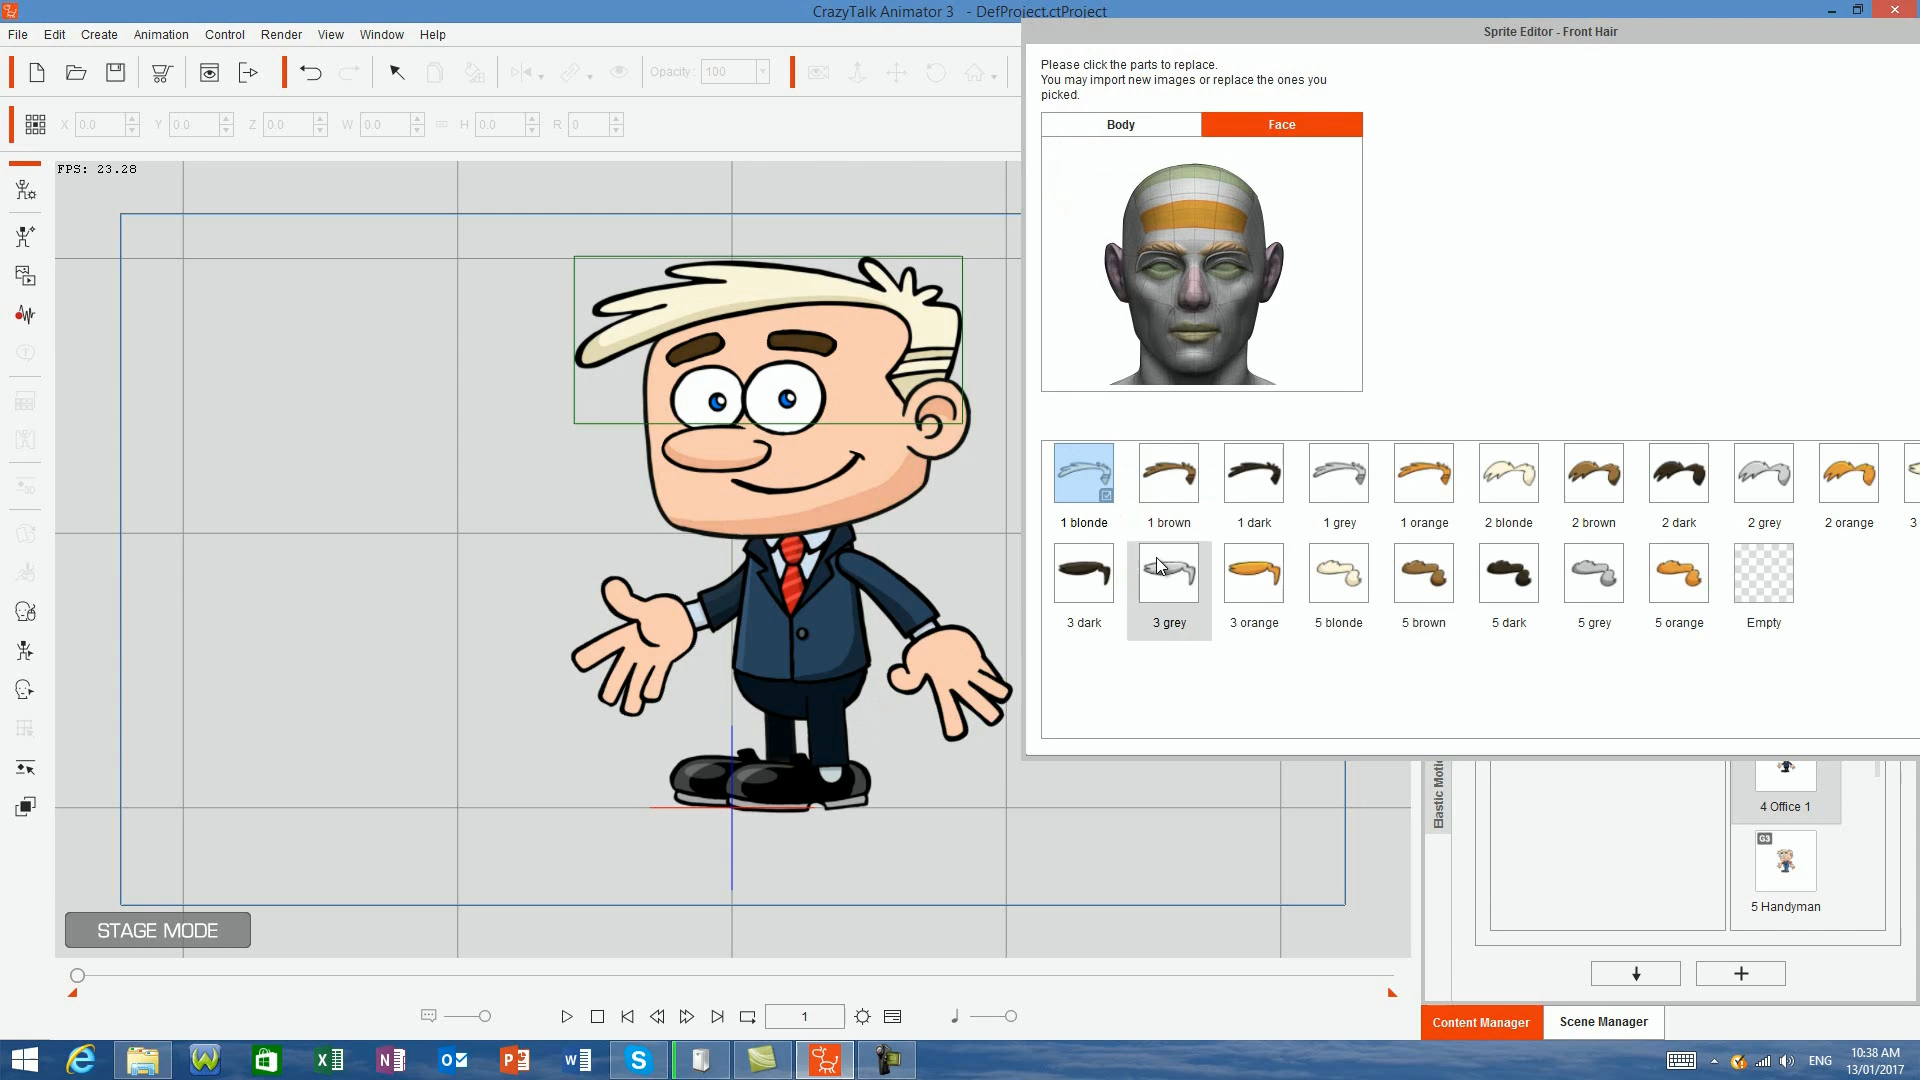 CrazyTalk Animator 3 - DefProject.ctProject
File Edit Create Animation Control Render View Window Help
Sprite Editor - Front Hair
Please click the parts to replace.
You may import new images or replace the ones you
picked.
Opacity : 100
X 0.0 Y 0.0 Z 0.0 W 0.0 H 0.0 R 0
Body Face
FPS: 23.28
1 blonde 1 brown 1 dark 1 grey 1 orange 2 blonde 2 brown 2 dark 2 grey 2 orange 3
3 dark 3 grey 3 orange 5 blonde 5 brown 5 dark 5 grey 5 orange Empty
Elastic Moti
4 Office 1
G3
5 Handyman
STAGE MODE
1
Content Manager Scene Manager
ENG
10:38 AM
13/01/2017